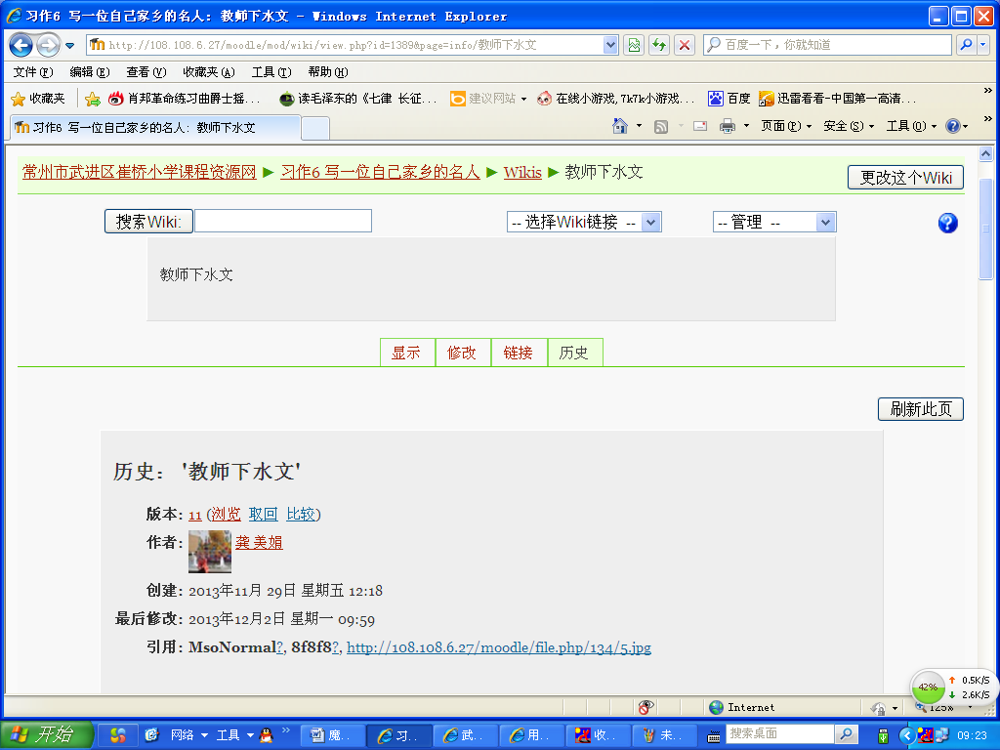 习作6 写一位自己家乡的名人: 教师下水文 - Windows Internet Explorer
http://108.108.6.27/moodle/mod/wiki/view.php?id=1389&page=info/教师下水文
百度一下，你就知道
文件(F) 编辑(E) 查看(V) 收藏夹(A) 工具(T) 帮助(H)
收藏夹 肖邦革命练习曲爵士摇... 读毛泽东的《七律 长征... 建议网站 在线小游戏,7k7k小游戏... 百度 迅雷看看-中国第一高清...
习作6 写一位自己家乡的名人: 教师下水文
页面(P) 安全(S) 工具(O)
常州市武进区崔桥小学课程资源网 ► 习作6 写一位自己家乡的名人 ► Wikis ► 教师下水文
更改这个Wiki
搜索Wiki: -- 选择Wiki链接 -- -- 管理 --
教师下水文
显示 修改 链接 历史
刷新此页
历史: '教师下水文'
版本: 11 (浏览 取回 比较)
作者: 龚 美娟
创建: 2013年11月 29日 星期五 12:18
最后修改: 2013年12月2日 星期一 09:59
引用: MsoNormal?, 8f8f8?, http://108.108.6.27/moodle/file.php/134/5.jpg
42% 0.5K/S
2.6K/S
Internet 125%
开始 网络 工具 » 魔... 习... 武... 用... 收... 未... 搜索桌面 09:23